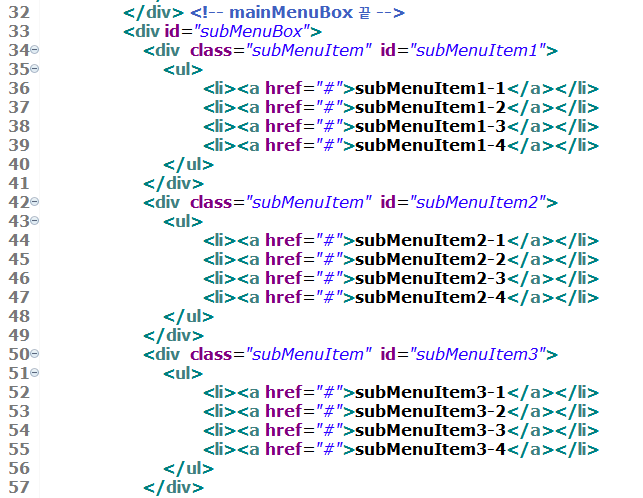 32 </div> <!-- mainMenuBox 끝 -->
33 <div id="subMenuBox">
34 <div class="subMenuItem" id="subMenuItem1">
35 <ul>
36 <li><a href="#">subMenuItem1-1</a></li>
37 <li><a href="#">subMenuItem1-2</a></li>
38 <li><a href="#">subMenuItem1-3</a></li>
39 <li><a href="#">subMenuItem1-4</a></li>
40 </ul>
41 </div>
42 <div class="subMenuItem" id="subMenuItem2">
43 <ul>
44 <li><a href="#">subMenuItem2-1</a></li>
45 <li><a href="#">subMenuItem2-2</a></li>
46 <li><a href="#">subMenuItem2-3</a></li>
47 <li><a href="#">subMenuItem2-4</a></li>
48 </ul>
49 </div>
50 <div class="subMenuItem" id="subMenuItem3">
51 <ul>
52 <li><a href="#">subMenuItem3-1</a></li>
53 <li><a href="#">subMenuItem3-2</a></li>
54 <li><a href="#">subMenuItem3-3</a></li>
55 <li><a href="#">subMenuItem3-4</a></li>
56 </ul>
57 </div>